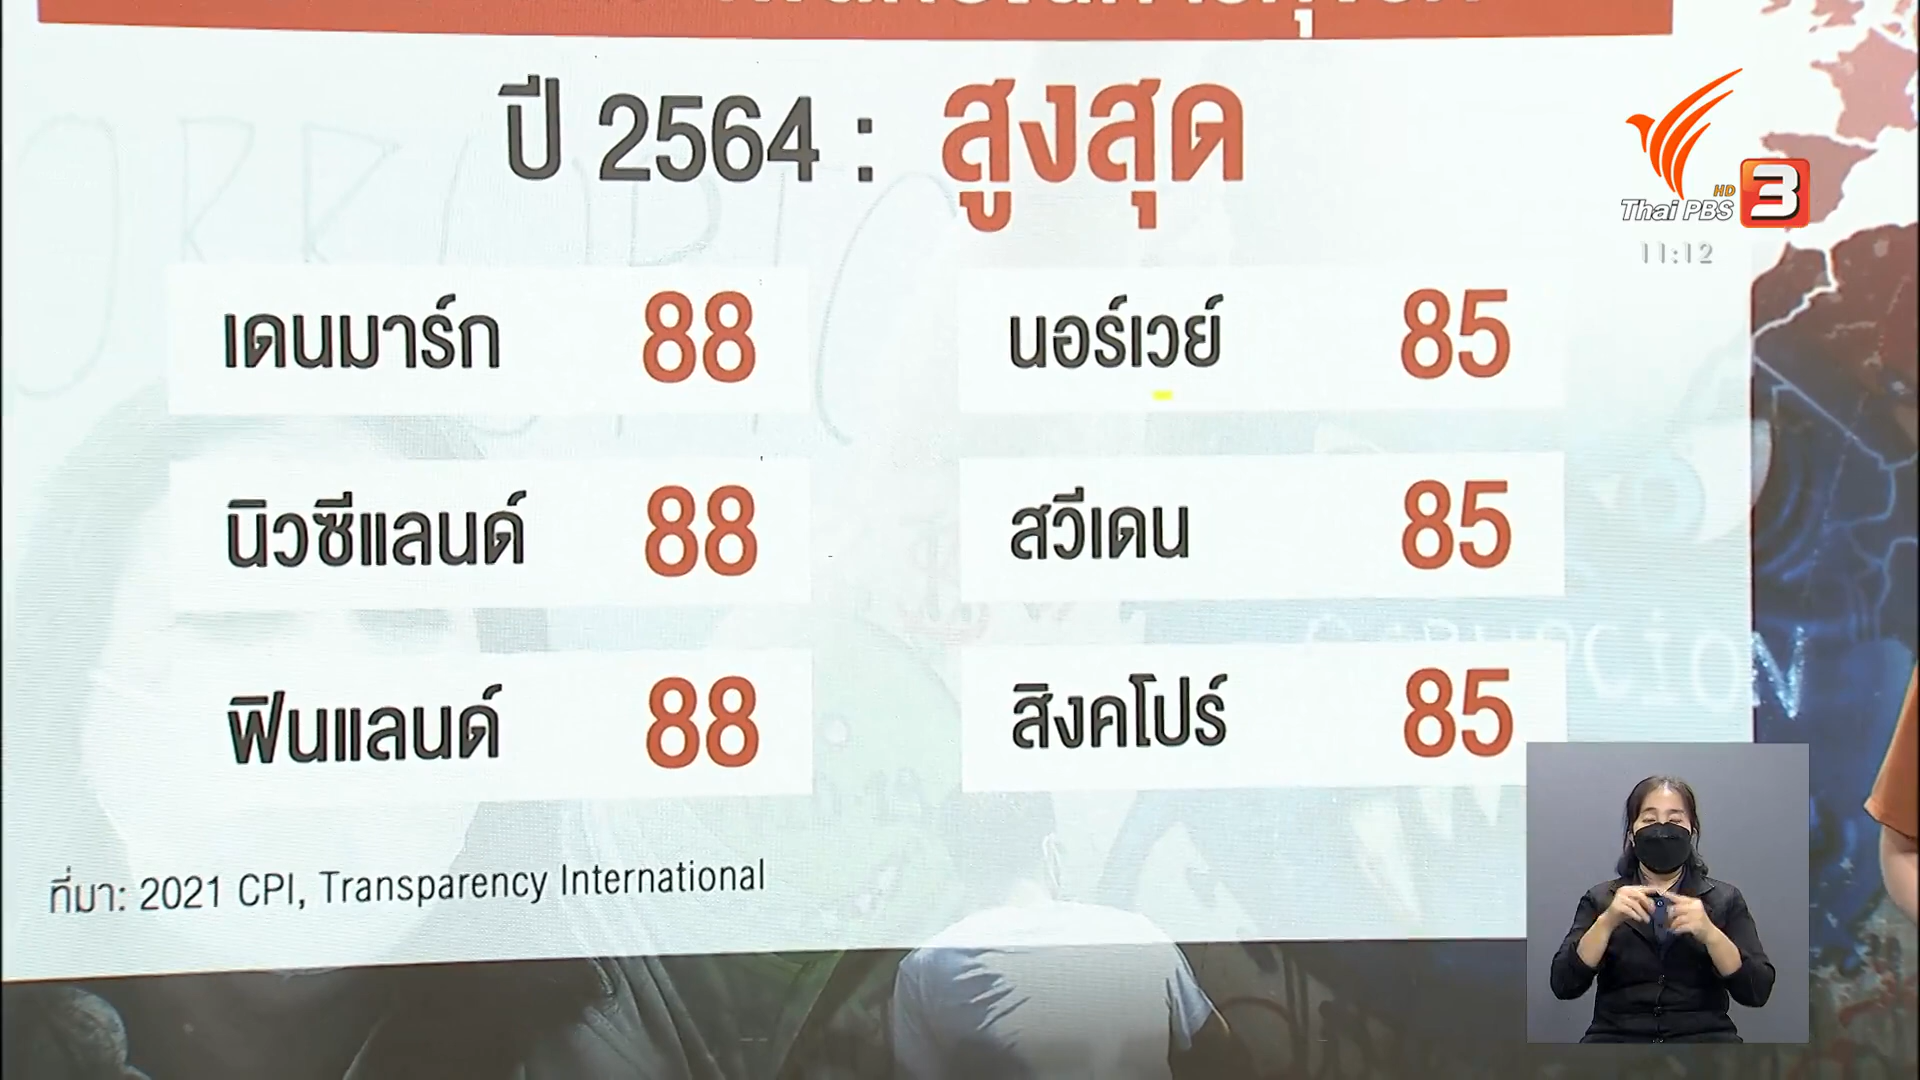 ปี 2564 : สูงสุด
Thai PBS HD 3
11:12
เดนมาร์ก 88 นอร์เวย์ 85
นิวซีแลนด์ 88 สวีเดน 85
ฟินแลนด์ 88 สิงคโปร์ 85
ที่มา: 2021 CPI, Transparency International